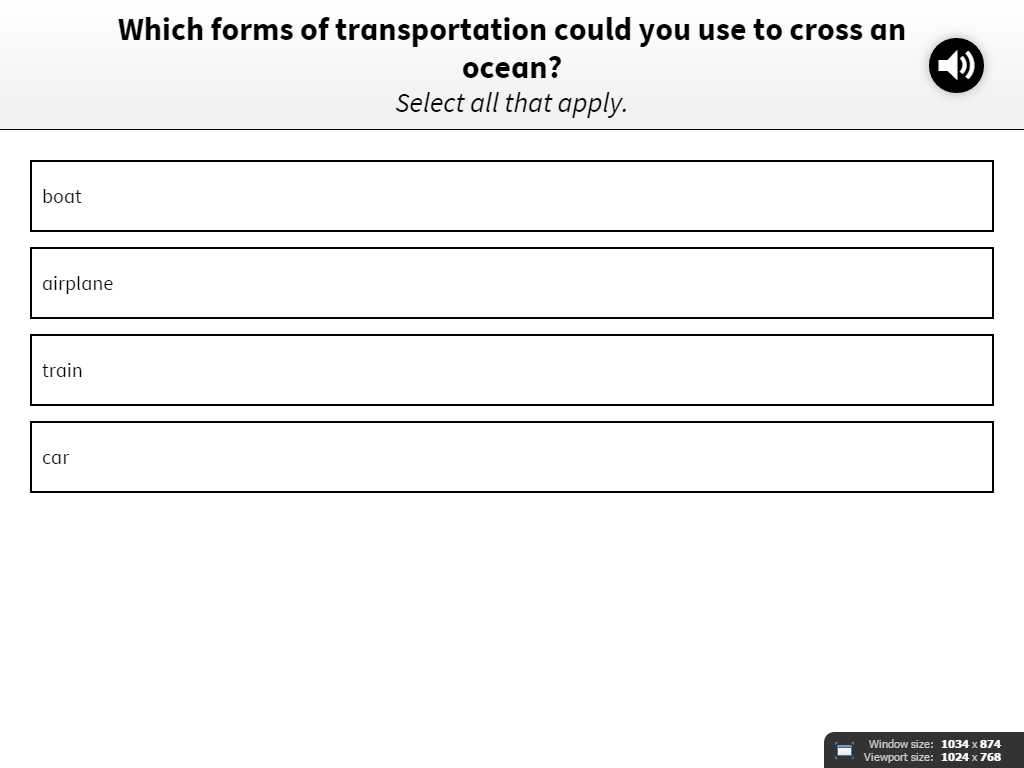 Which forms of transportation could you use to cross an
ocean?
Select all that apply.
boat
airplane
train
car
Window size: 1034 x 874
Viewport size: 1024 x 768